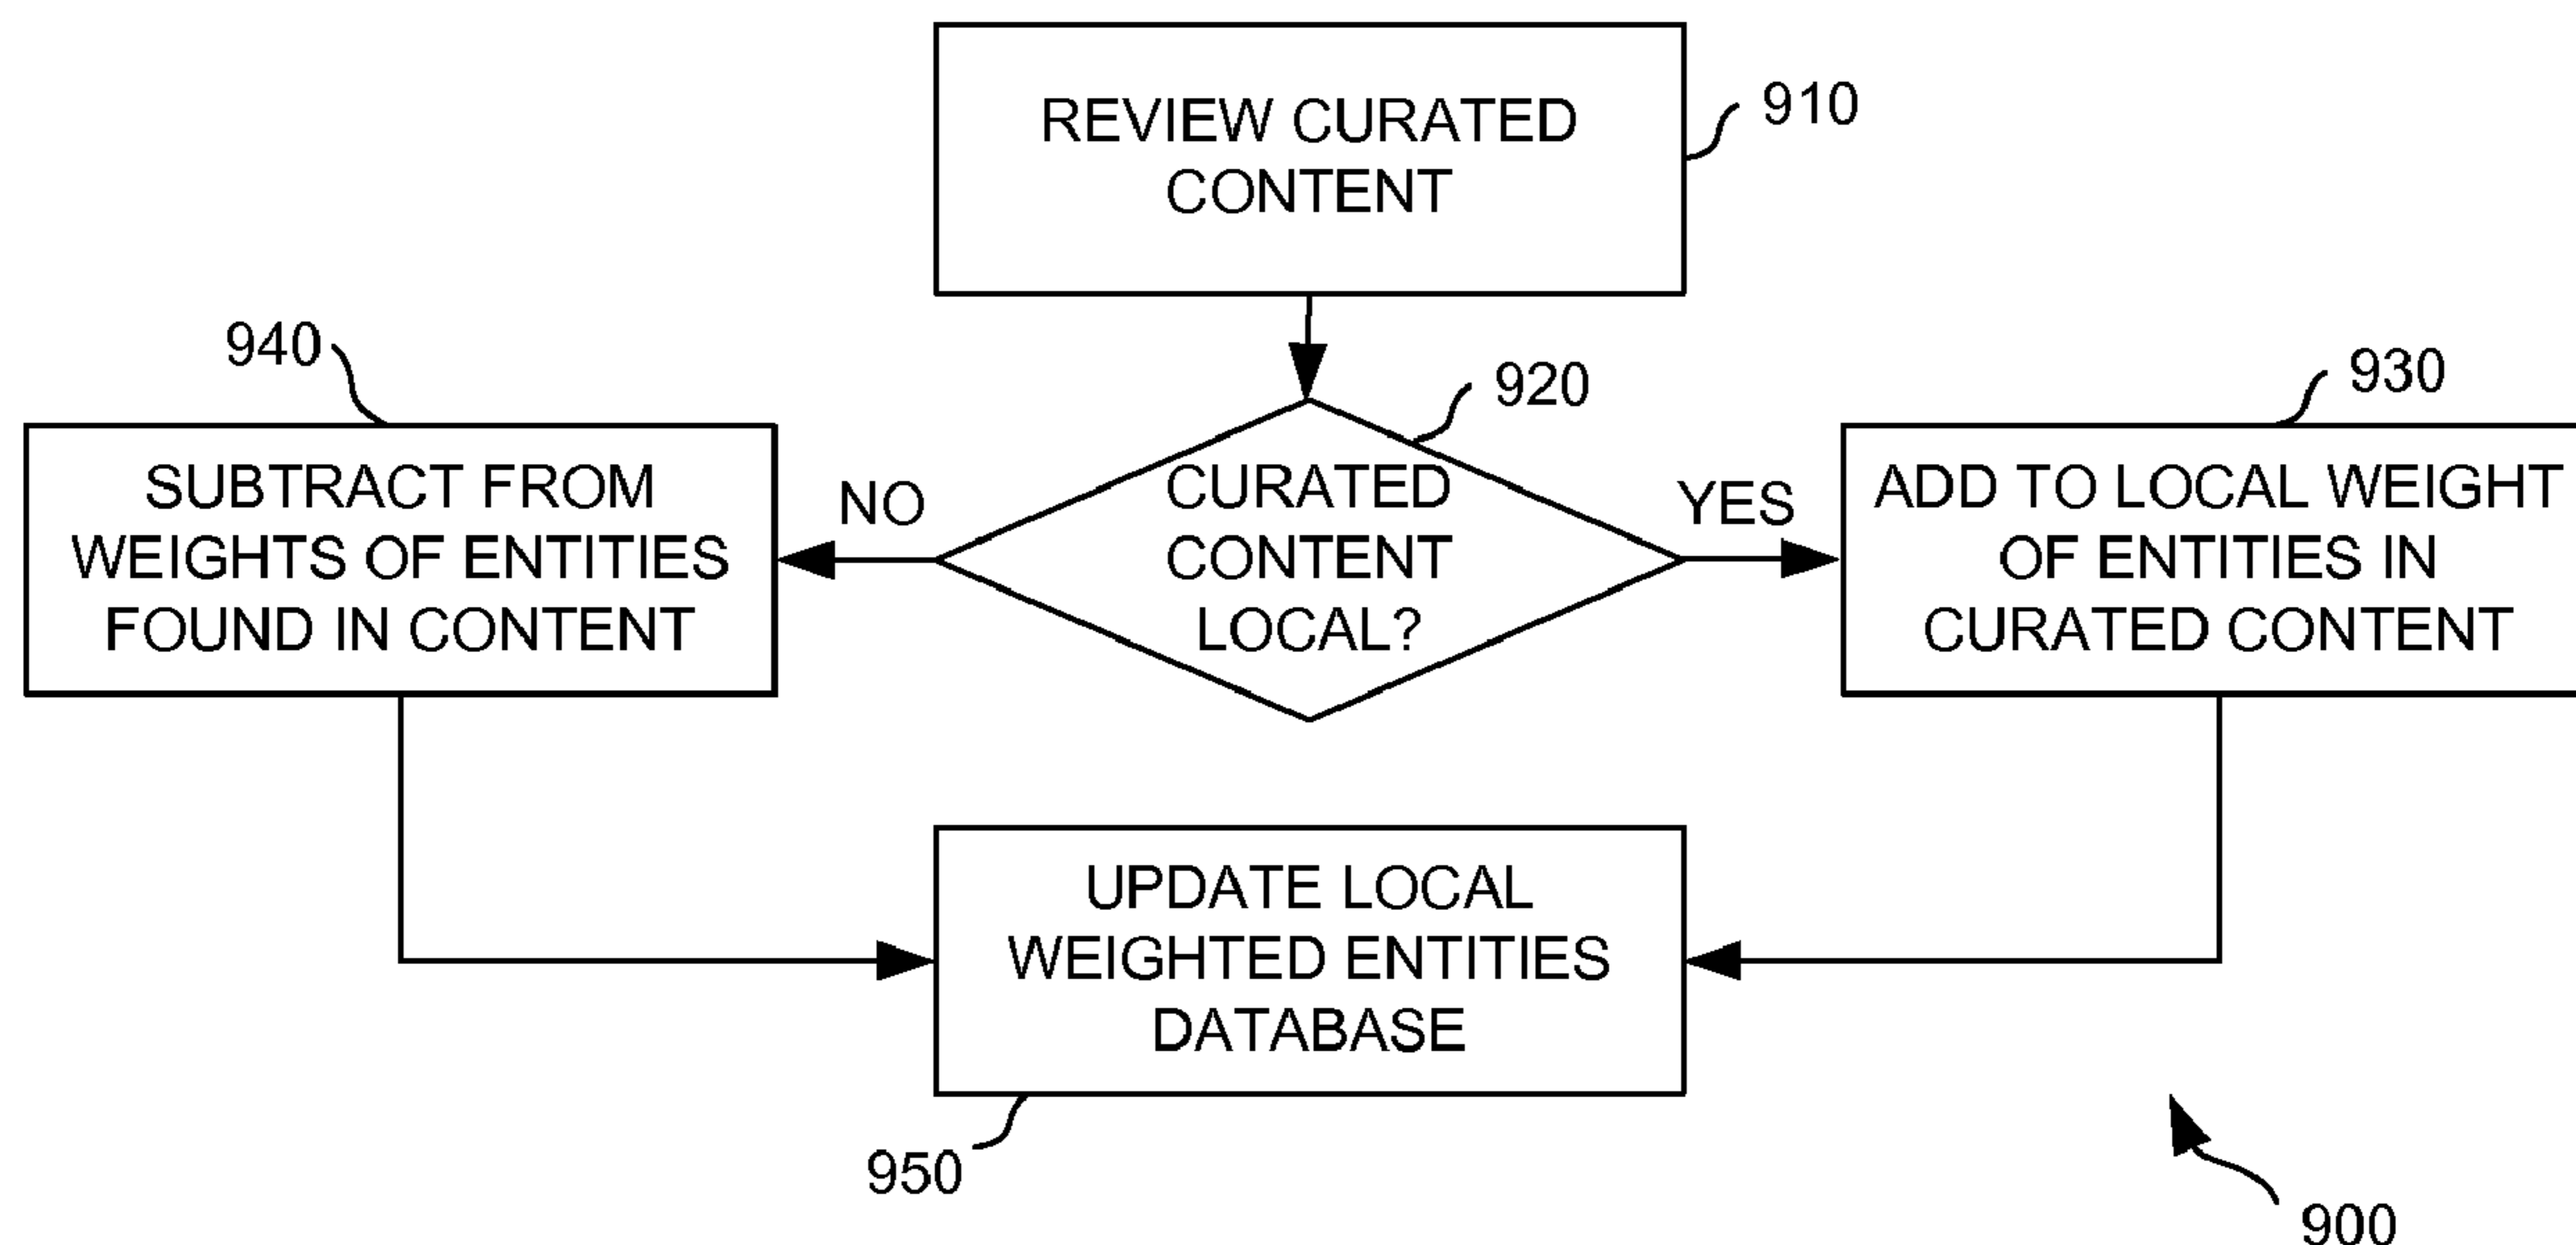 REVIEW CURATED
CONTENT
910
940
920
930
SUBTRACT FROM
WEIGHTS OF ENTITIES
FOUND IN CONTENT
NO
CURATED
CONTENT
LOCAL?
YES
ADD TO LOCAL WEIGHT
OF ENTITIES IN
CURATED CONTENT
UPDATE LOCAL
WEIGHTED ENTITIES
DATABASE
950
900